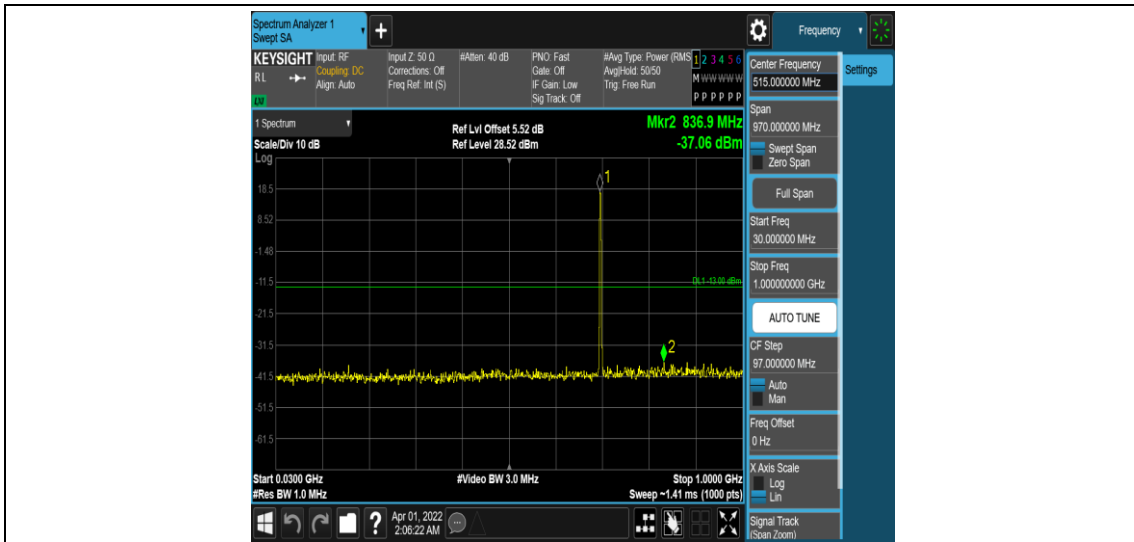 Spectrum Analyzer 1
Swept SA
Frequency
KEYSIGHT
RL
Input: RF
Coupling: DC
Align: Auto
Input Z: 50 Ω
Corrections: Off
Freq Ref: Int (S)
#Atten: 40 dB
PNO: Fast
Gate: Off
IF Gain: Low
Sig Track: Off
#Avg Type: Power (RMS
Avg|Hold: 50/50
Trig: Free Run
1 2 3 4 5 6
M W W W W W
P P P P P P
1 Spectrum
Scale/Div 10 dB
Log
Ref Lvl Offset 5.52 dB
Ref Level 28.52 dBm
Mkr2 836.9 MHz
-37.06 dBm
18.5
8.52
-1.48
-11.5
-21.5
-31.5
-41.5
-51.5
-61.5
1
DL1 -13.00 dBm
2
Start 0.0300 GHz
#Res BW 1.0 MHz
#Video BW 3.0 MHz
Stop 1.0000 GHz
Sweep ~1.41 ms (1000 pts)
?
Apr 01, 2022
2:06:22 AM
Center Frequency
515.000000 MHz
Settings
Span
970.000000 MHz
Swept Span
Zero Span
Full Span
Start Freq
30.000000 MHz
Stop Freq
1.000000000 GHz
AUTO TUNE
CF Step
97.000000 MHz
Auto
Man
Freq Offset
0 Hz
X Axis Scale
Log
Lin
Signal Track
(Span Zoom)